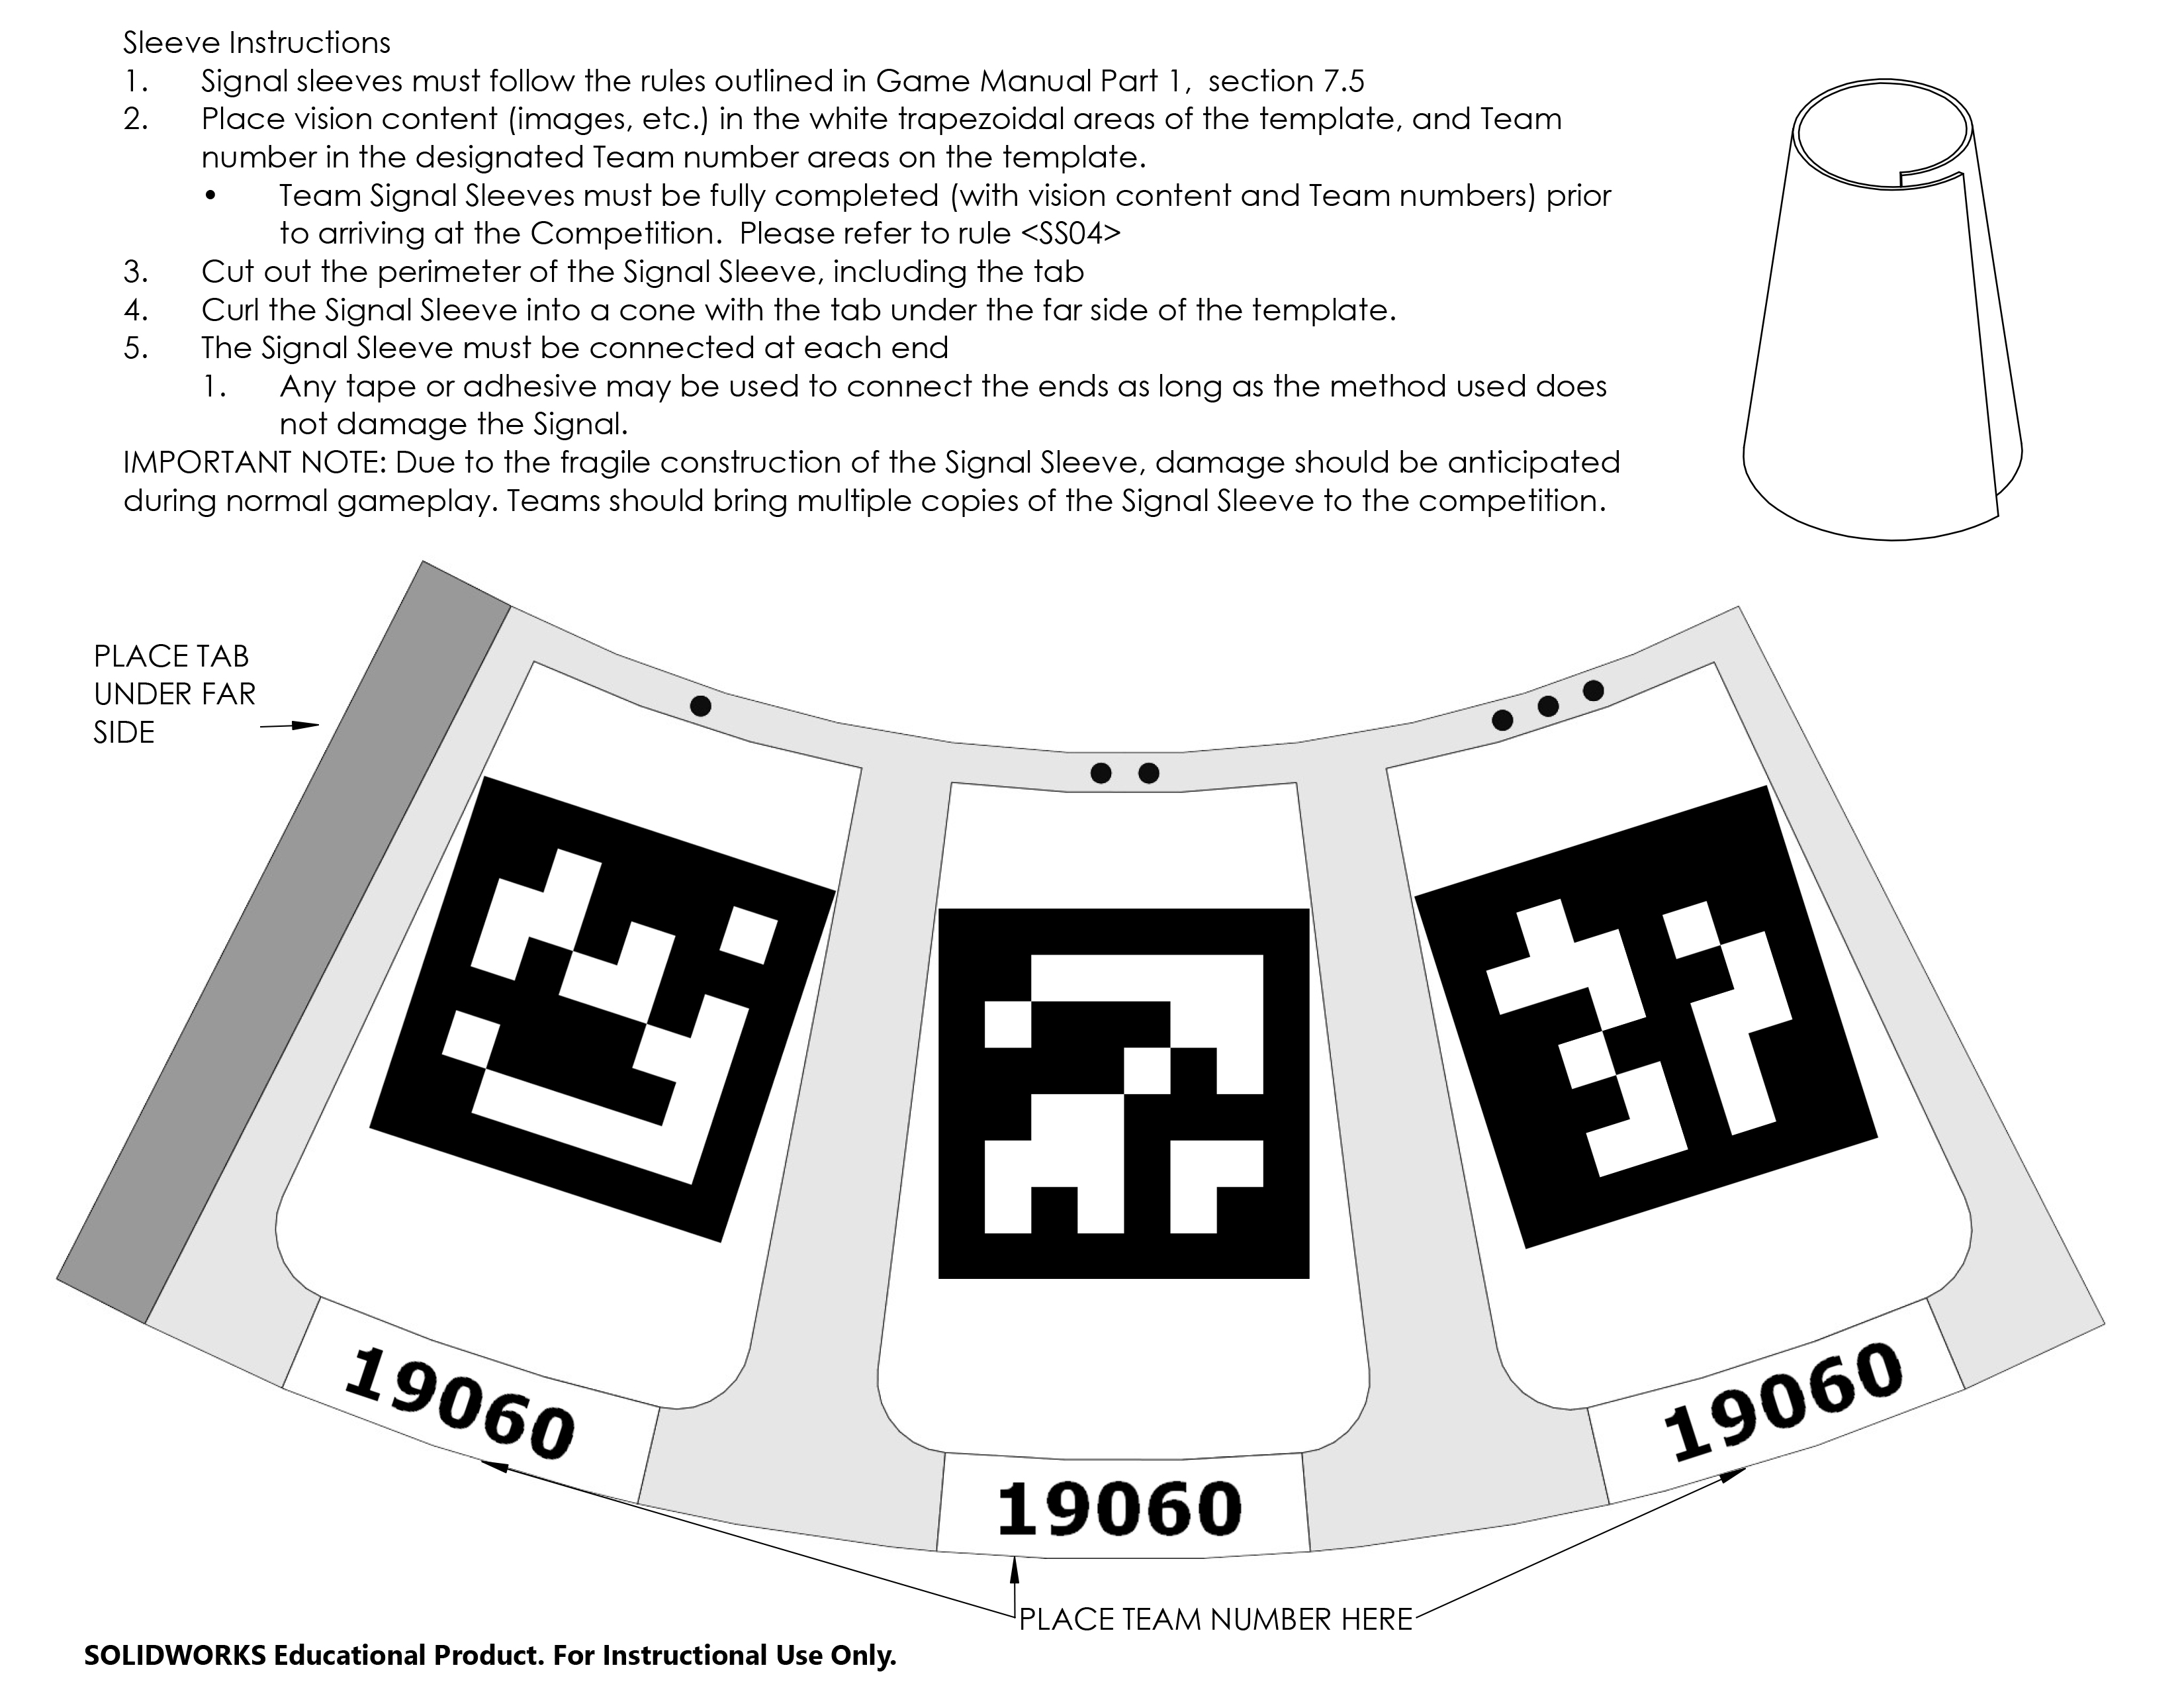 Sleeve Instructions
1. Signal sleeves must follow the rules outlined in Game Manual Part 1, section 7.5
2. Place vision content (images, etc.) in the white trapezoidal areas of the template, and Team
number in the designated Team number areas on the template.
• Team Signal Sleeves must be fully completed (with vision content and Team numbers) prior
to arriving at the Competition. Please refer to rule <SS04>
3. Cut out the perimeter of the Signal Sleeve, including the tab
4. Curl the Signal Sleeve into a cone with the tab under the far side of the template.
5. The Signal Sleeve must be connected at each end
1. Any tape or adhesive may be used to connect the ends as long as the method used does
not damage the Signal.
IMPORTANT NOTE: Due to the fragile construction of the Signal Sleeve, damage should be anticipated
during normal gameplay. Teams should bring multiple copies of the Signal Sleeve to the competition.
PLACE TAB
UNDER FAR
SIDE
19060
19060
19060
PLACE TEAM NUMBER HERE
SOLIDWORKS Educational Product. For Instructional Use Only.